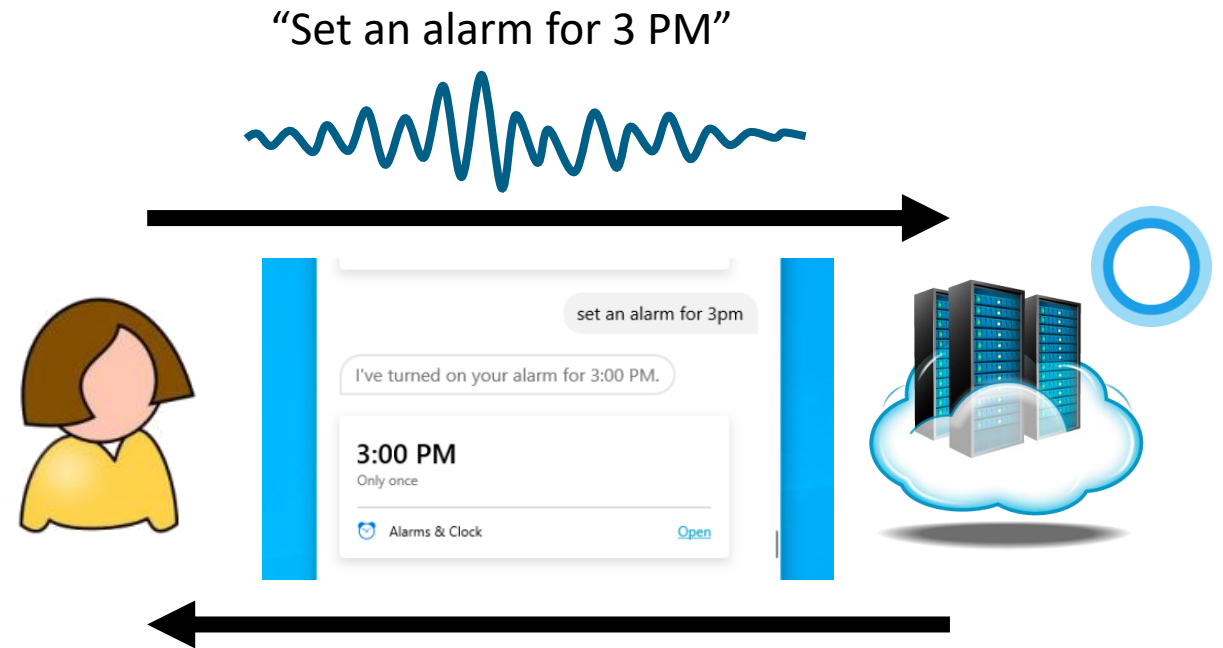 “Set an alarm for 3 PM”
set an alarm for 3pm
I've turned on your alarm for 3:00 PM.
3:00 PM
Only once
Alarms & Clock
Open